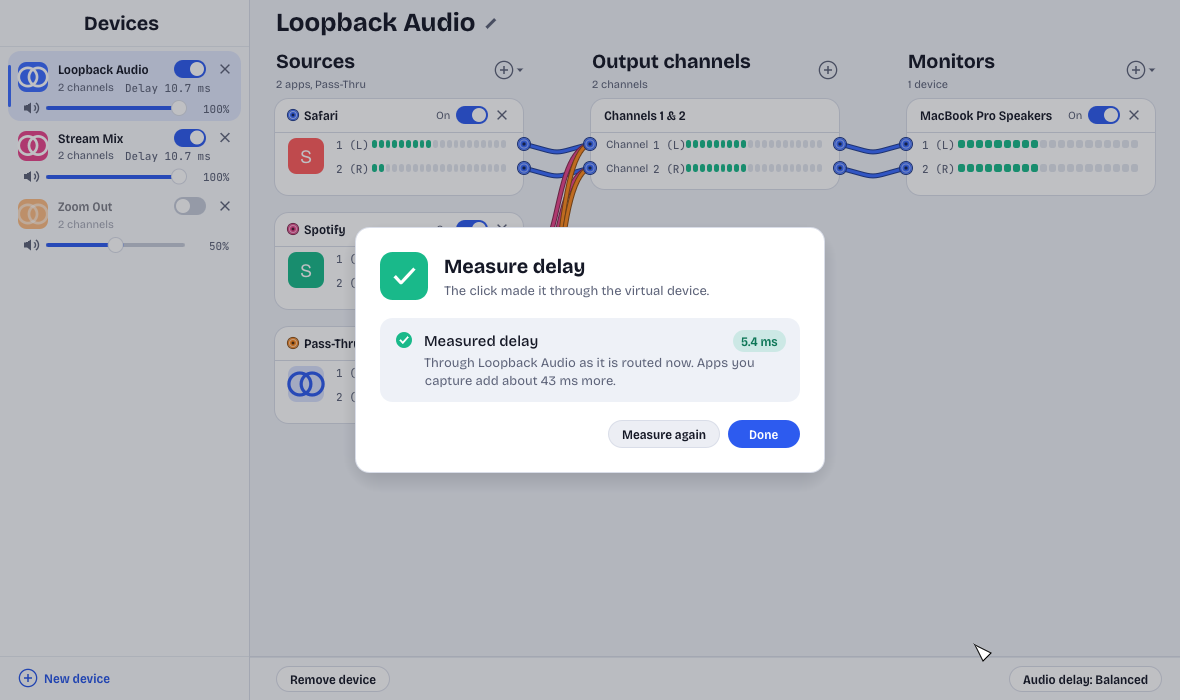 Devices
Loopback Audio
2 channels Delay 10.7 ms
100%
Stream Mix
2 channels Delay 10.7 ms
100%
Zoom Out
2 channels
50%
New device
Loopback Audio
Sources
2 apps, Pass-Thru
Safari On
S
1 (L)
2 (R)
Spotify
S
1 (
2 (
Pass-Thru
1 (
2 (
Output channels
2 channels
Channels 1 & 2
Channel 1 (L)
Channel 2 (R)
Monitors
1 device
MacBook Pro Speakers On
1 (L)
2 (R)
Measure delay
The click made it through the virtual device.
Measured delay 5.4 ms
Through Loopback Audio as it is routed now. Apps you
capture add about 43 ms more.
Measure again Done
Remove device Audio delay: Balanced